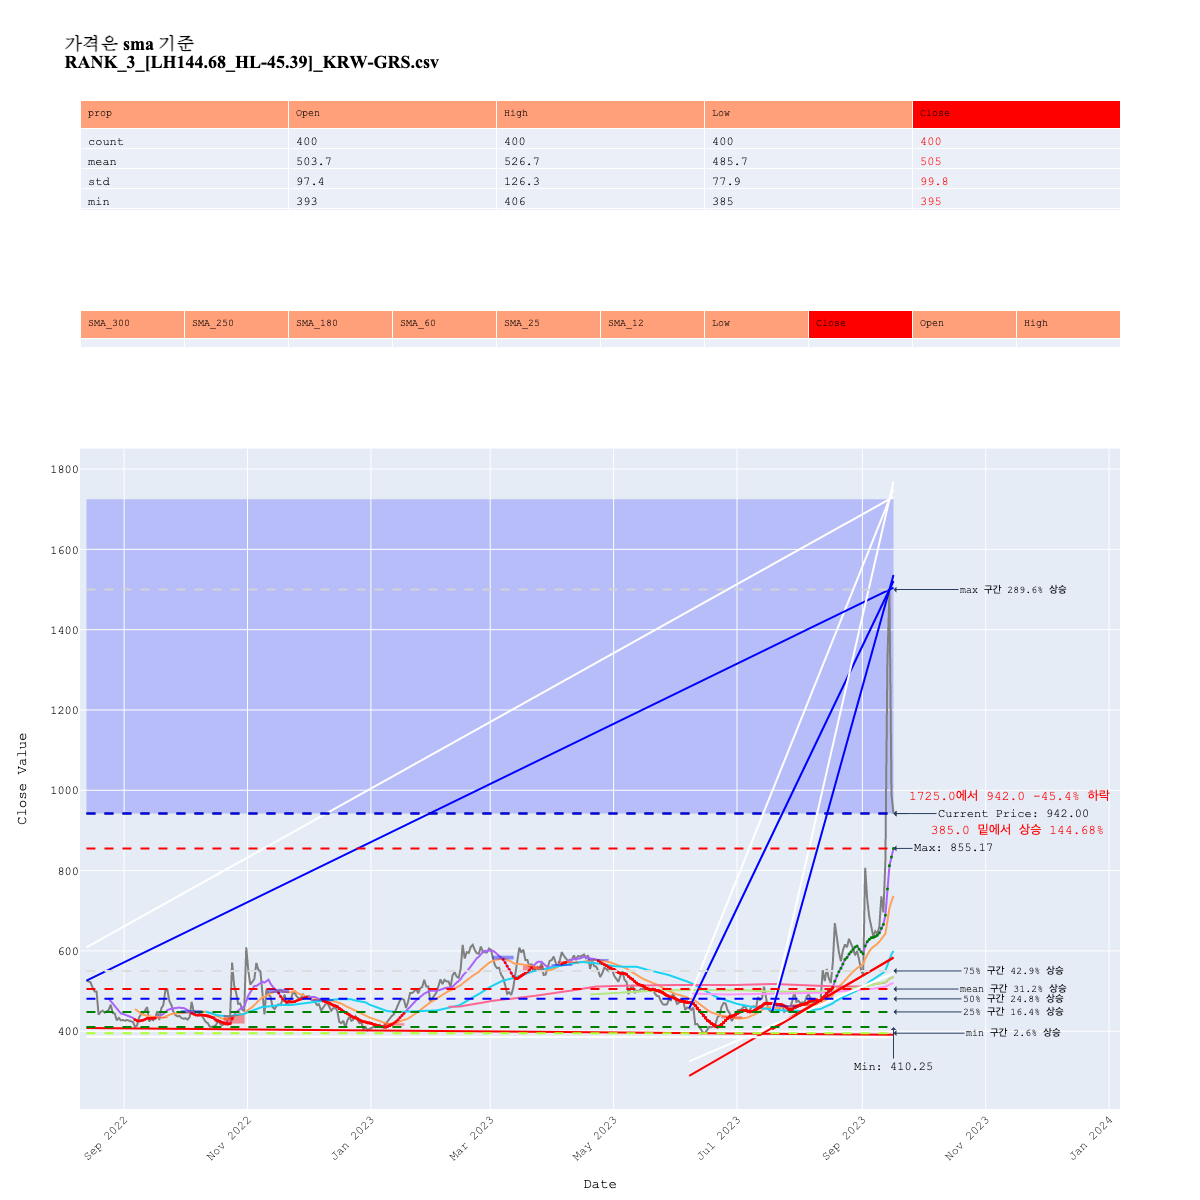 가격은 sma 기준
RANK_3_[LH144.68_HL-45.39]_KRW-GRS.csv
prop Open High Low Close
count 400 400 400 400
mean 503.7 526.7 485.7 505
std 97.4 126.3 77.9 99.8
min 393 406 385 395
SMA_300 SMA_250 SMA_180 SMA_60 SMA_25 SMA_12 Low Close Open High
1800
1600
max 구간 289.6% 상승
1400
1200
1000
1725.0에서 942.0 -45.4% 하락
Current Price: 942.00
385.0 밑에서 상승 144.68%
Max: 855.17
800
600
75% 구간 42.9% 상승
mean 구간 31.2% 상승
50% 구간 24.8% 상승
25% 구간 16.4% 상승
400
min 구간 2.6% 상승
Min: 410.25
Close Value
Sep 2022 Nov 2022 Jan 2023 Mar 2023 May 2023 Jul 2023 Sep 2023 Nov 2023 Jan 2024
Date